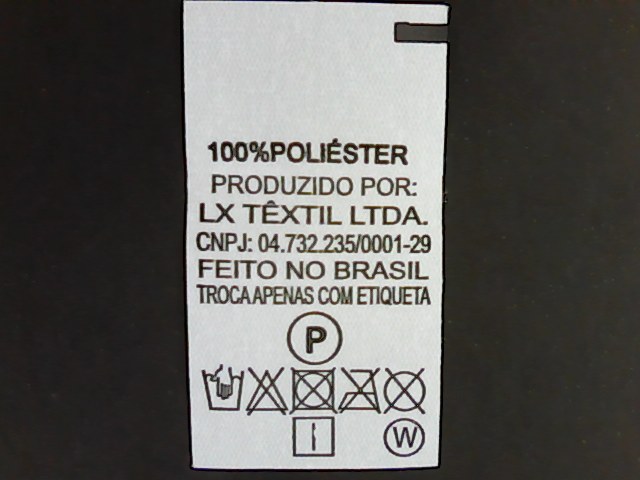 100%POLIÉSTER
PRODUZIDO POR:
LX TÊXTIL LTDA.
CNPJ: 04.732.235/0001-29
FEITO NO BRASIL
TROCA APENAS COM ETIQUETA
P
W